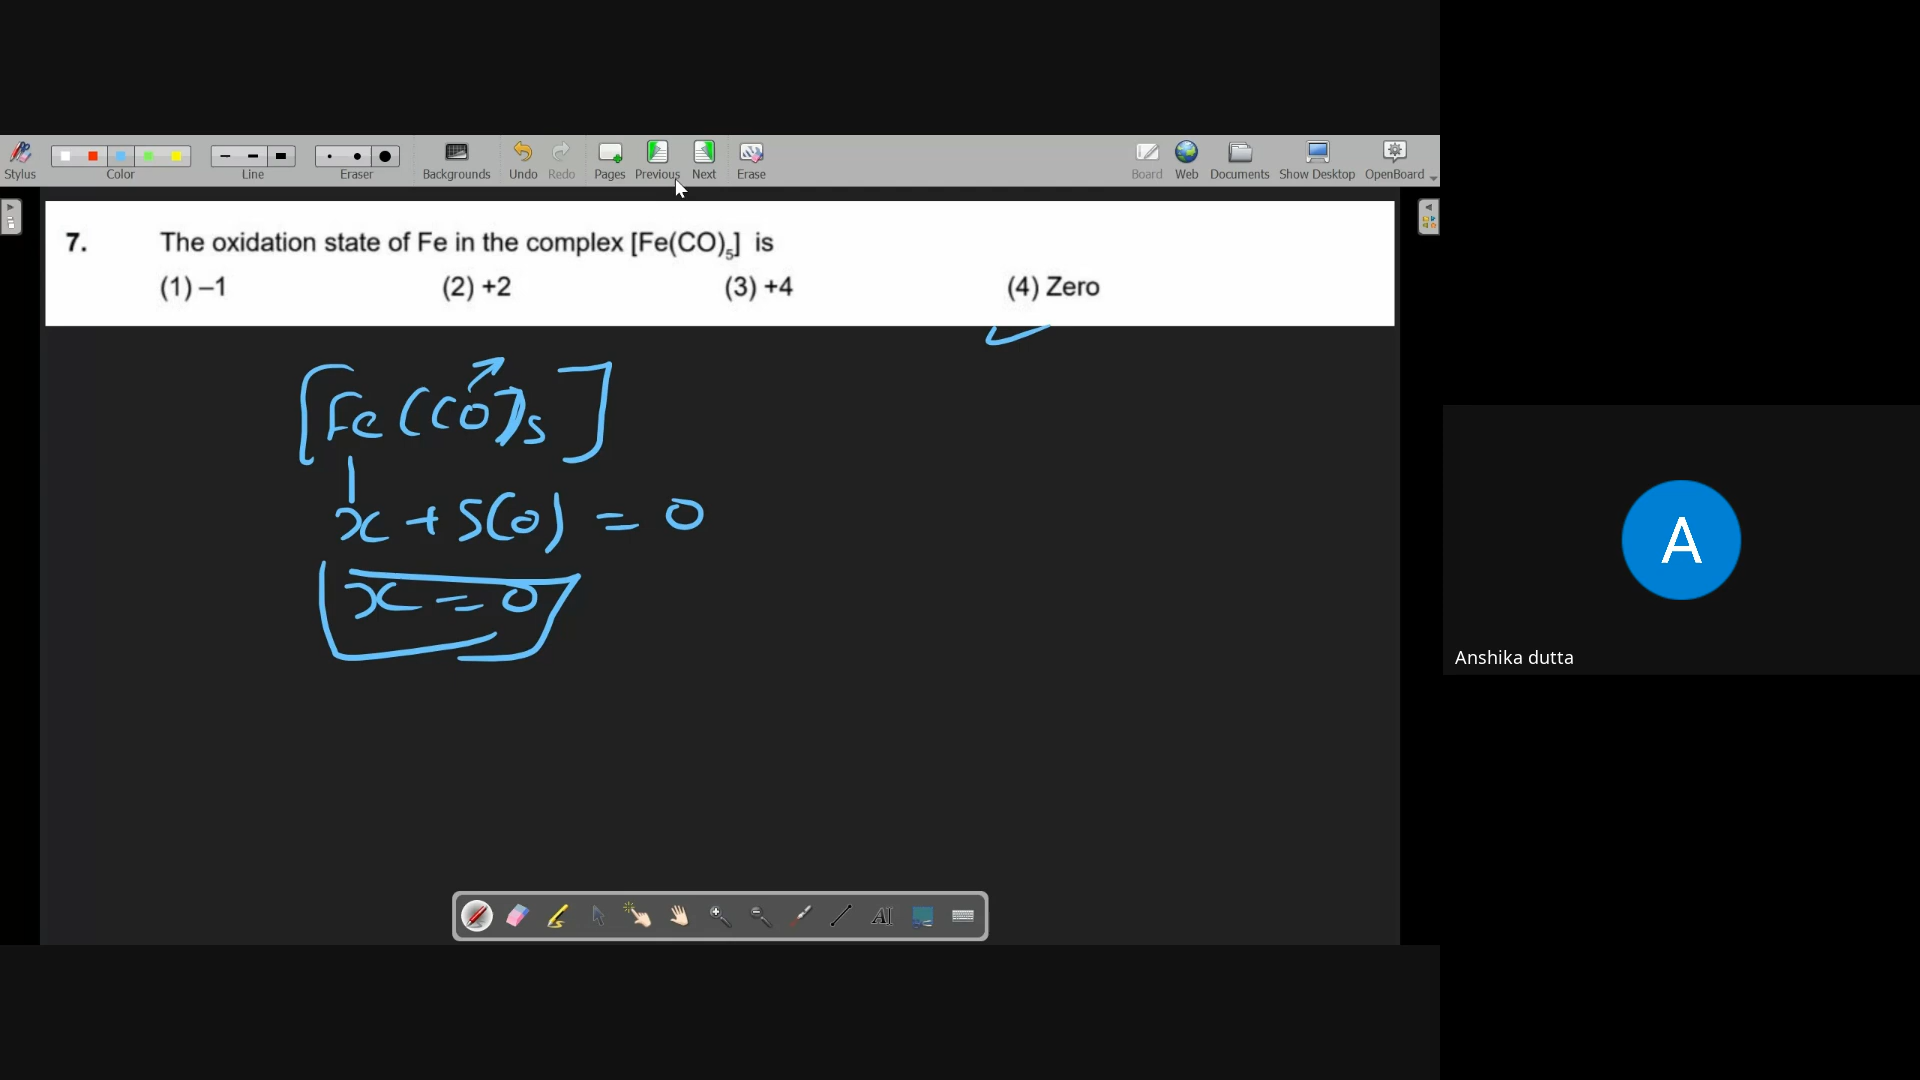 Stylus Color Line Eraser Backgrounds Undo Redo Pages Previous Next Erase Board Web Documents Show Desktop OpenBoard
7. The oxidation state of Fe in the complex [Fe(CO)₅] is
(1) –1 (2) +2 (3) +4 (4) Zero
[Fe(CO)₅]
x + 5(0) = 0
x = 0
A
Anshika dutta
AI